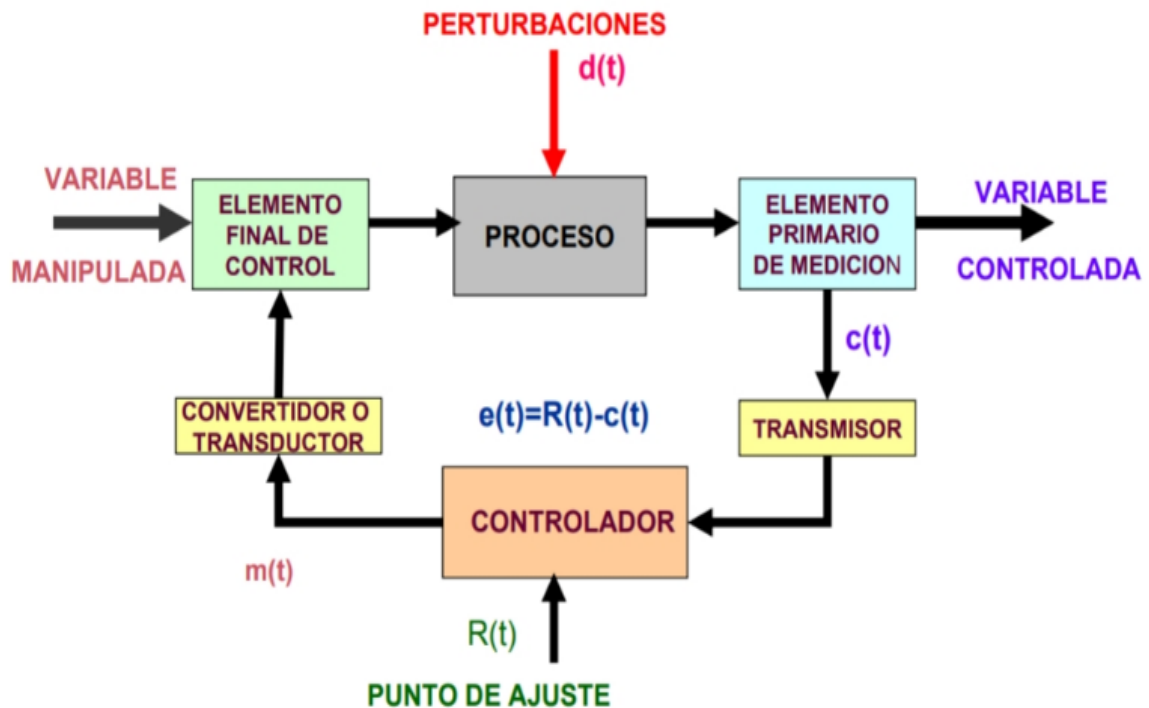 PERTURBACIONES
d(t)
VARIABLE
MANIPULADA
ELEMENTO
FINAL DE
CONTROL
PROCESO
ELEMENTO
PRIMARIO
DE MEDICION
VARIABLE
CONTROLADA
c(t)
CONVERTIDOR O
TRANSDUCTOR
e(t)=R(t)-c(t)
TRANSMISOR
CONTROLADOR
m(t)
R(t)
PUNTO DE AJUSTE